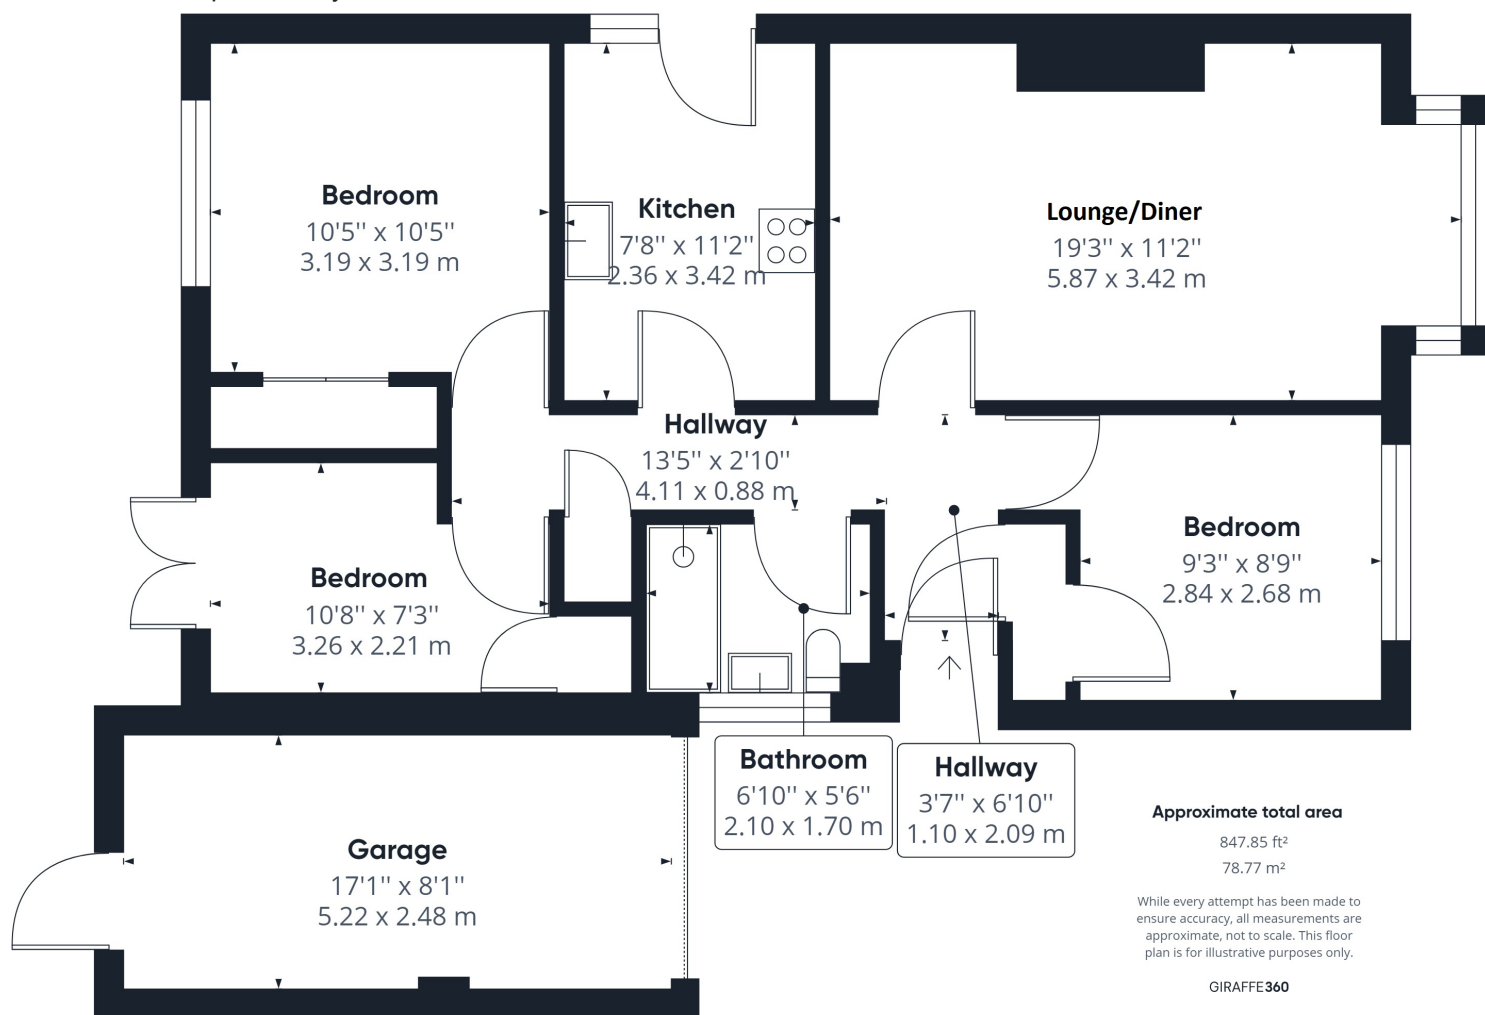 Bedroom
10'5'' x 10'5''
3.19 x 3.19 m
Kitchen
7'8'' x 11'2''
2.36 x 3.42 m
Lounge/Diner
19'3'' x 11'2''
5.87 x 3.42 m
Hallway
13'5'' x 2'10''
4.11 x 0.88 m
Bedroom
9'3'' x 8'9''
2.84 x 2.68 m
Bedroom
10'8'' x 7'3''
3.26 x 2.21 m
Bathroom
6'10'' x 5'6''
2.10 x 1.70 m
Hallway
3'7'' x 6'10''
1.10 x 2.09 m
Garage
17'1'' x 8'1''
5.22 x 2.48 m
Approximate total area
847.85 ft²
78.77 m²
While every attempt has been made to
ensure accuracy, all measurements are
approximate, not to scale. This floor
plan is for illustrative purposes only.
GIRAFFE360